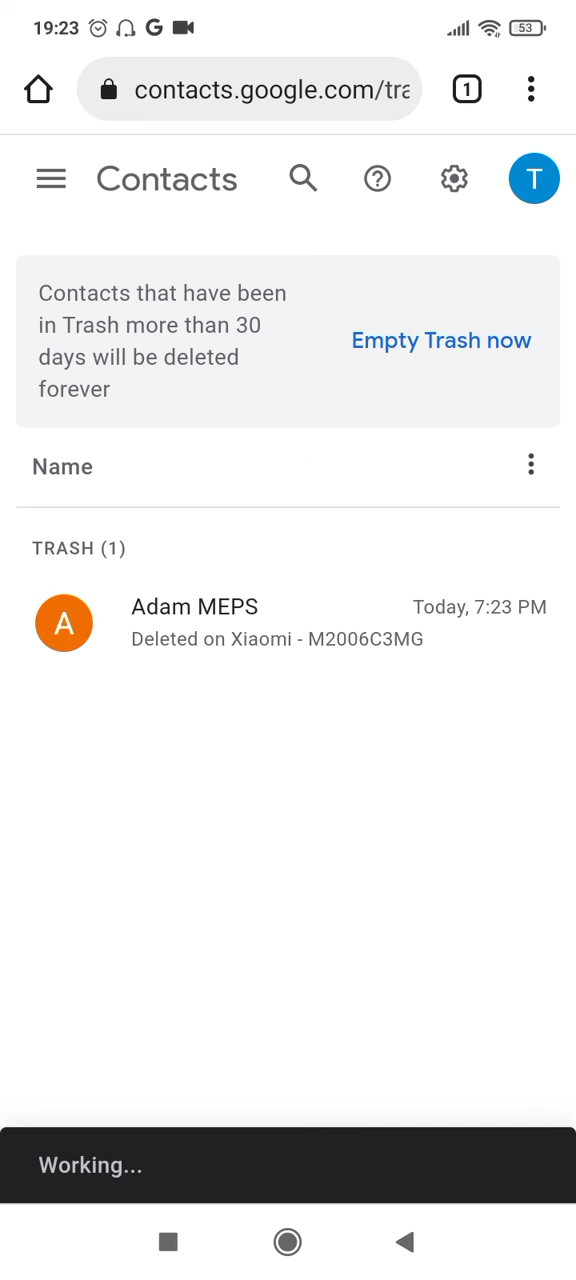 19:23 G 53
contacts.google.com/tra 1
Contacts T
Contacts that have been
in Trash more than 30
days will be deleted
forever
Empty Trash now
Name
TRASH (1)
A Adam MEPS Today, 7:23 PM
Deleted on Xiaomi - M2006C3MG
Working...